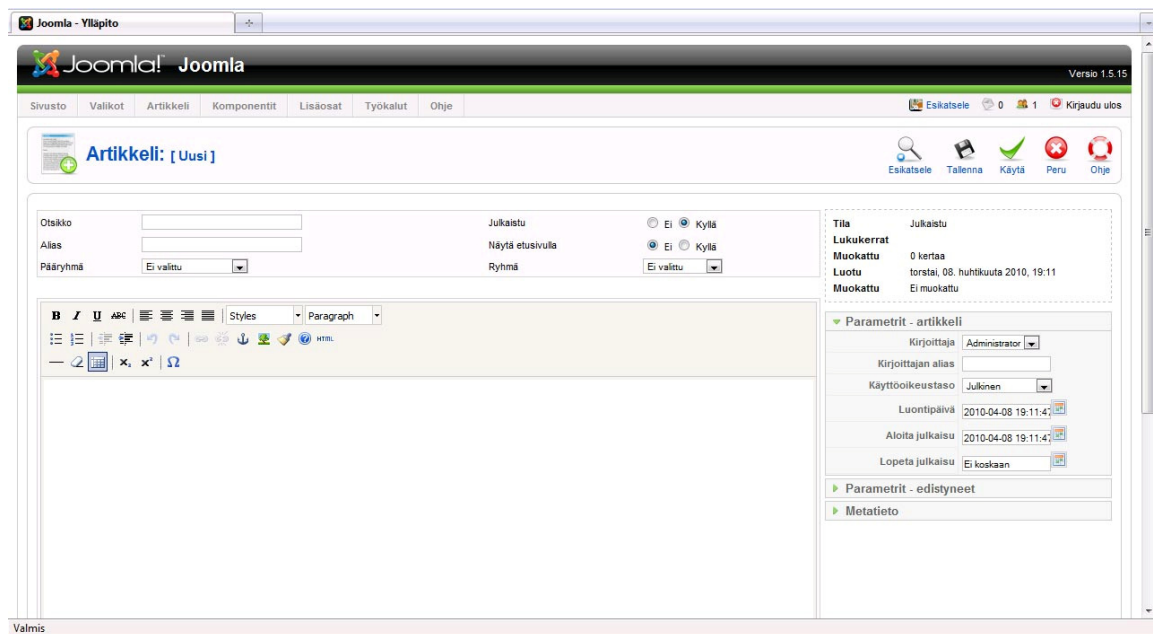 Joomla - Ylläpito
Joomla! Joomla
Versio 1.5.15
Sivusto Valikot Artikkeli Komponentit Lisäosat Työkalut Ohje
Esikatsele 0 1 Kirjaudu ulos
Artikkeli: [ Uusi ]
Esikatsele Tallenna Käytä Peru Ohje
Otsikko
Julkaistu Ei Kyllä
Alias
Näytä etusivulla Ei Kyllä
Pääryhmä Ei valittu
Ryhmä Ei valittu
Tila Julkaistu
Lukukerrat
Muokattu 0 kertaa
Luotu torstai, 08. huhtikuuta 2010, 19:11
Muokattu Ei muokattu
B I U ABC Styles Paragraph
HTML
x₂ x² Ω
Parametrit - artikkeli
Kirjoittaja Administrator
Kirjoittajan alias
Käyttöoikeustaso Julkinen
Luontipäivä 2010-04-08 19:11:47
Aloita julkaisu 2010-04-08 19:11:47
Lopeta julkaisu Ei koskaan
Parametrit - edistyneet
Metatieto
Valmis